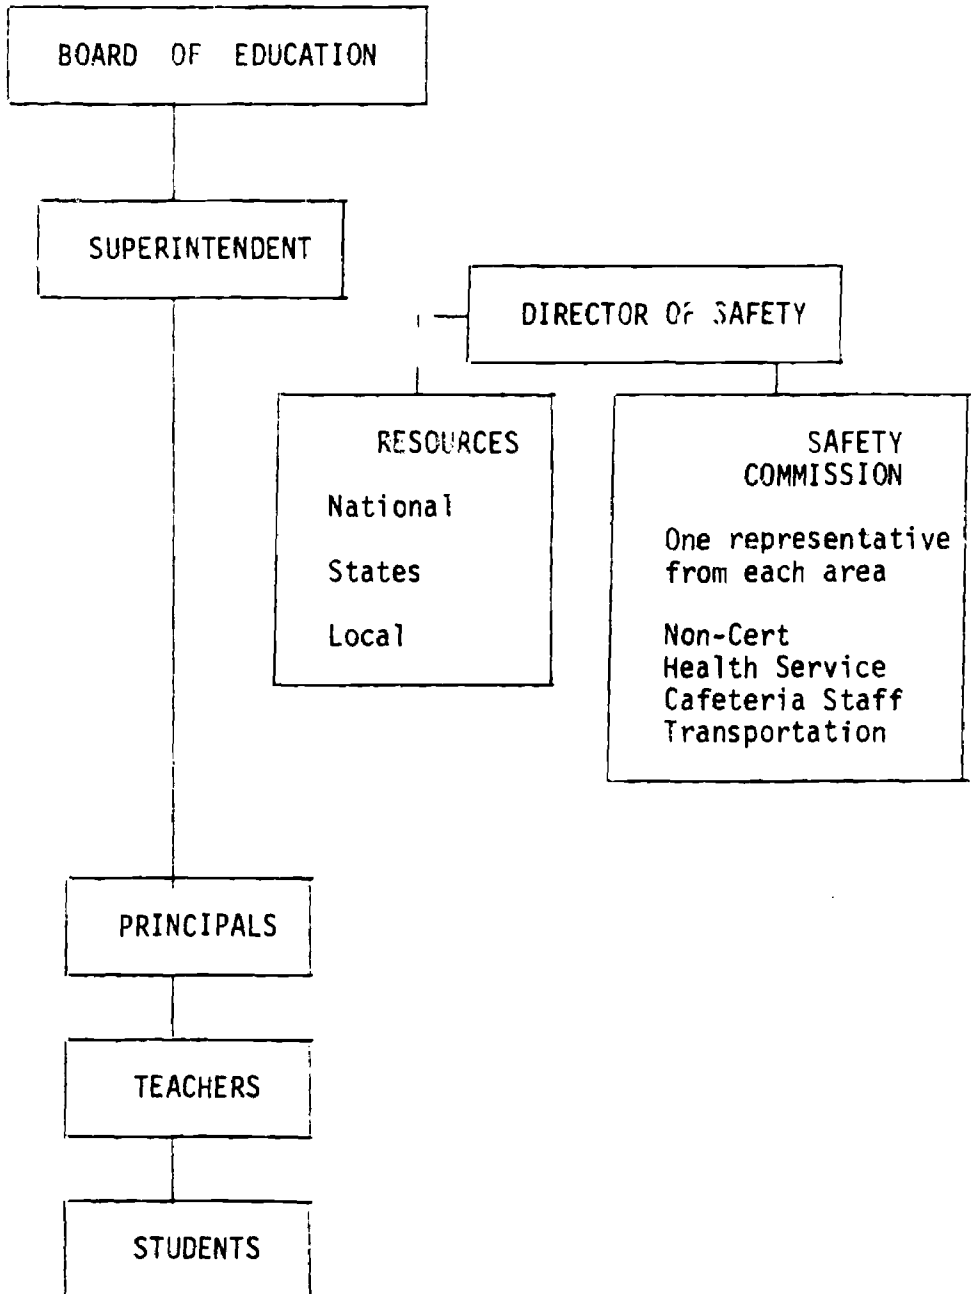 BOARD OF EDUCATION
SUPERINTENDENT
DIRECTOR OF SAFETY
RESOURCES
National
States
Local
SAFETY
COMMISSION
One representative
from each area
Non-Cert
Health Service
Cafeteria Staff
Transportation
PRINCIPALS
TEACHERS
STUDENTS